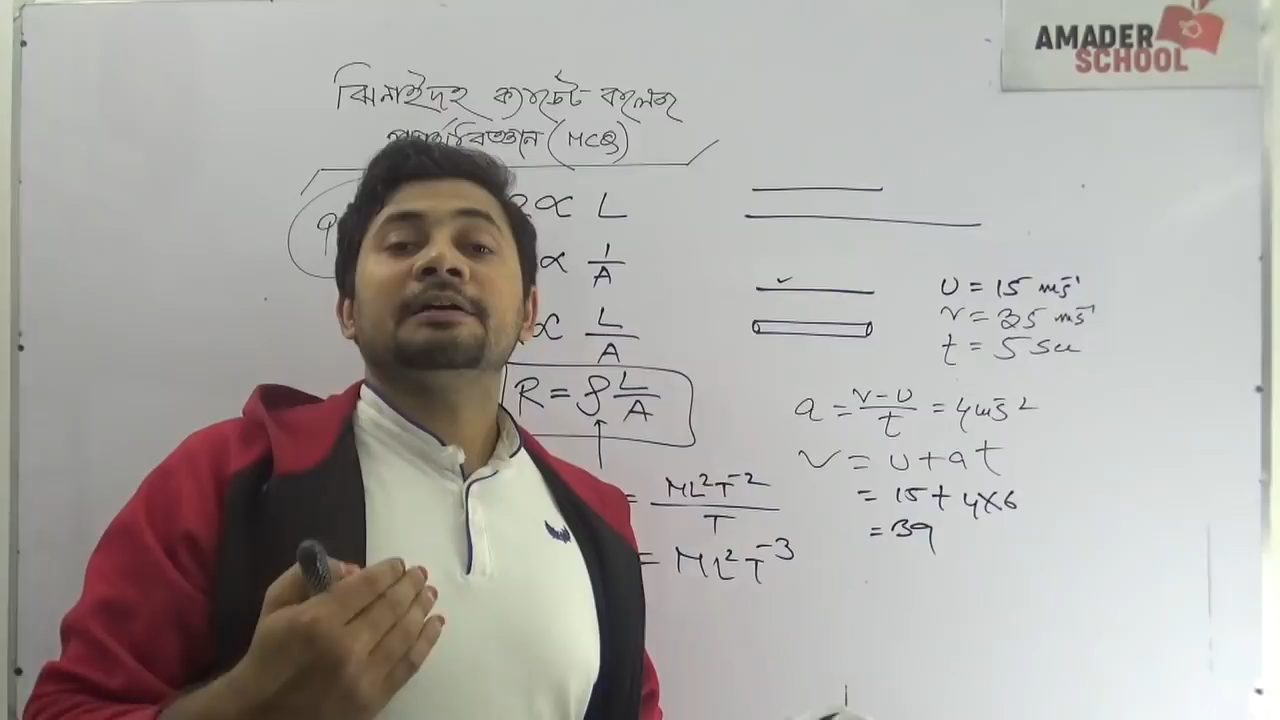 AMADER
SCHOOL
ঝিনাইদহ ক্যাডেট কলেজ
পদার্থবিজ্ঞান (MCQ)
∝ L
∝ 1/A
∝ L/A
R = ρ L/A
= ML²T⁻²/T
= ML²T⁻³
U = 15 ms⁻¹
v = 35 ms⁻¹
t = 5 sec
a = v-u/t = 4ms⁻²
v = u + at
= 15 + 4×6
= 39